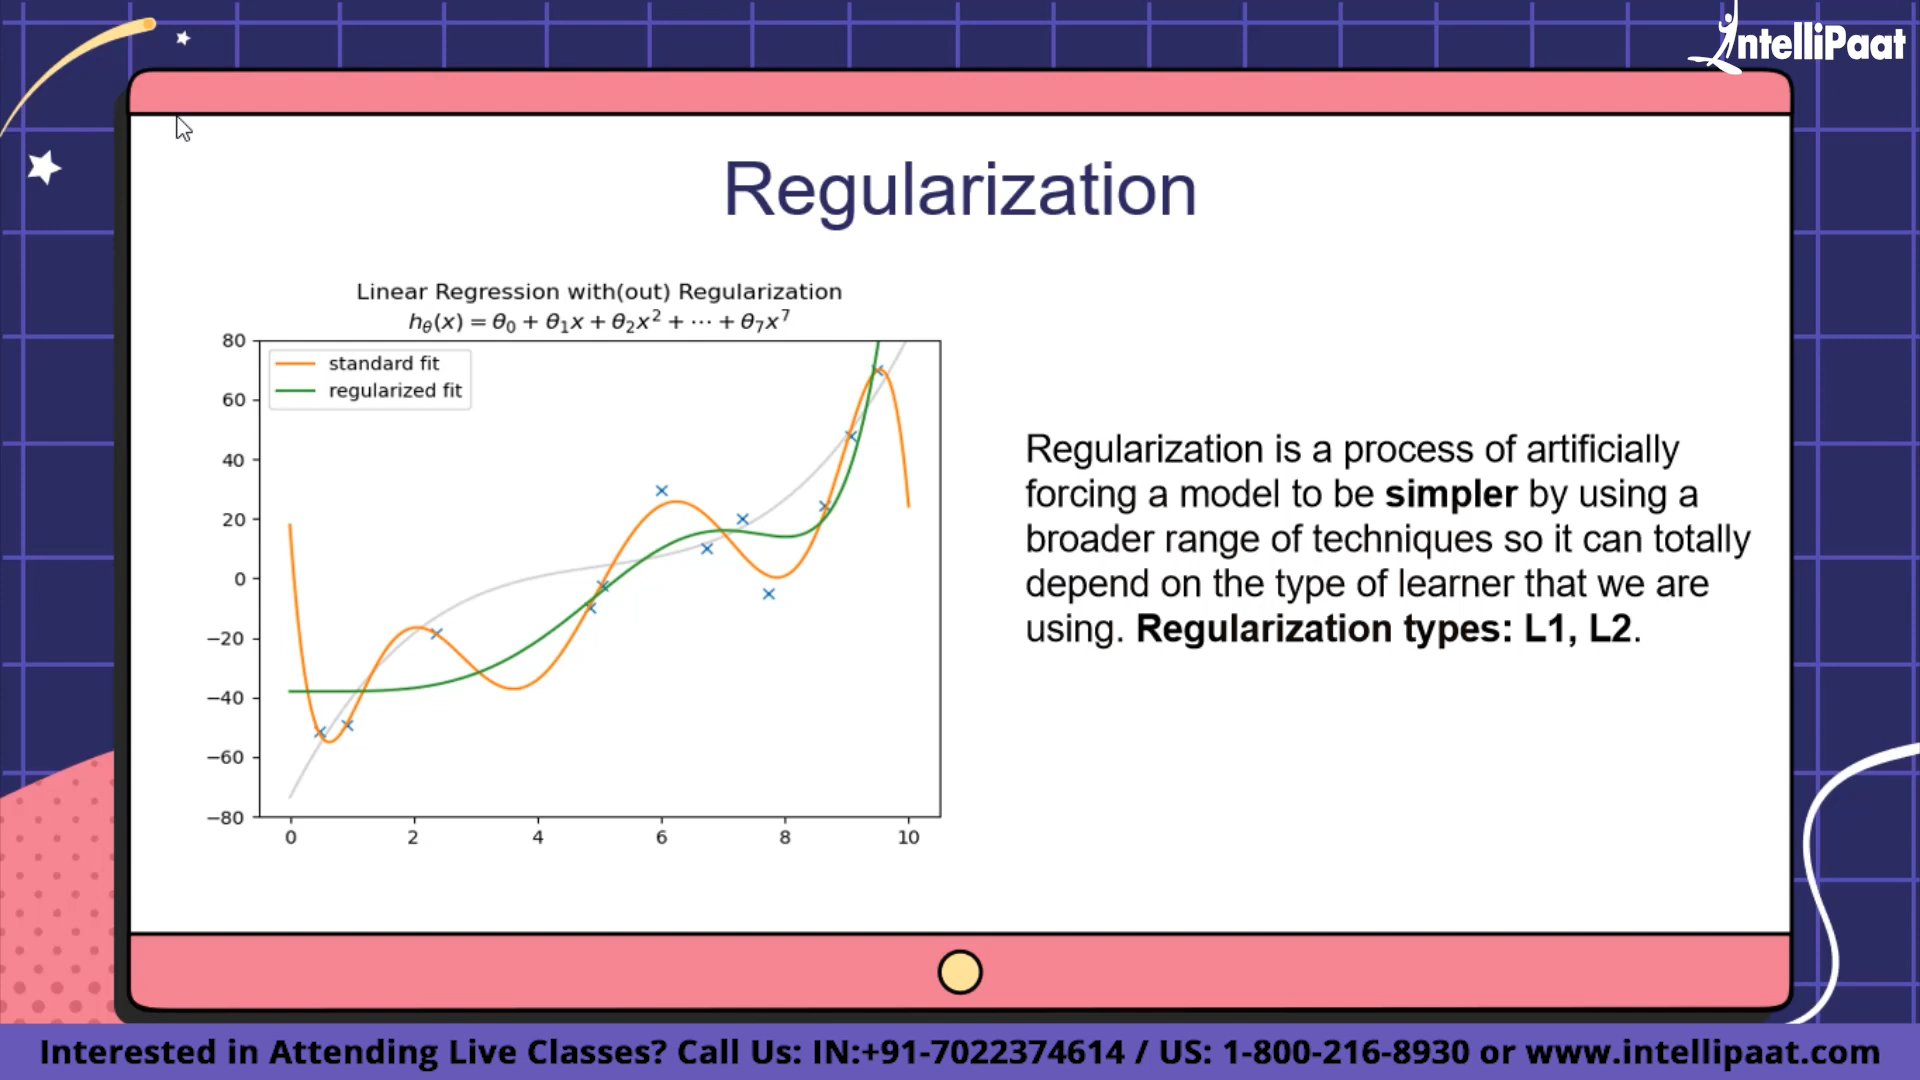 IntelliPaat
Regularization
Linear Regression with(out) Regularization
hθ(x) = θ0 + θ1x + θ2x² + ⋯ + θ7x⁷
standard fit
regularized fit
80
60
40
20
0
−20
−40
−60
−80
0 2 4 6 8 10
Regularization is a process of artificially
forcing a model to be simpler by using a
broader range of techniques so it can totally
depend on the type of learner that we are
using. Regularization types: L1, L2.
Interested in Attending Live Classes? Call Us: IN:+91-7022374614 / US: 1-800-216-8930 or www.intellipaat.com